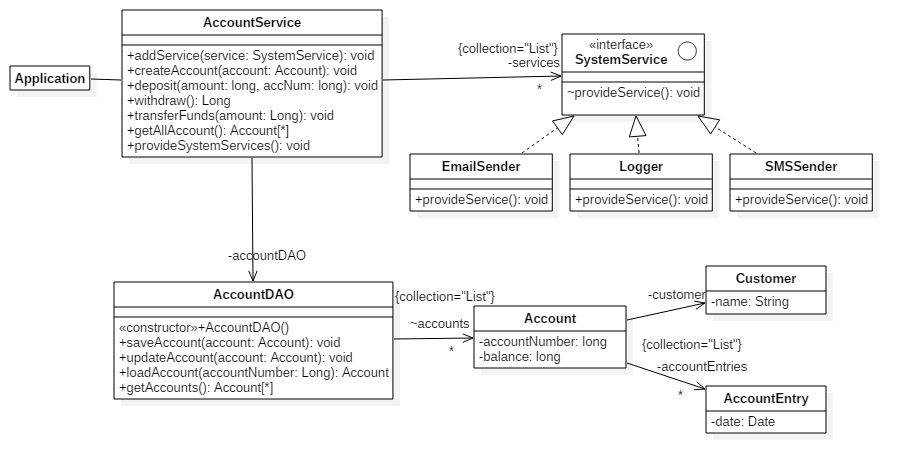 AccountService
+addService(service: SystemService): void
+createAccount(account: Account): void
+deposit(amount: long, accNum: long): void
+withdraw(): Long
+transferFunds(amount: Long): void
+getAllAccount(): Account[*]
+provideSystemServices(): void
Application
{collection="List"}
-services
*
«interface»
SystemService
~provideService(): void
EmailSender
+provideService(): void
Logger
+provideService(): void
SMSSender
+provideService(): void
-accountDAO
AccountDAO
«constructor»+AccountDAO()
+saveAccount(account: Account): void
+updateAccount(account: Account): void
+loadAccount(accountNumber: Long): Account
+getAccounts(): Account[*]
{collection="List"}
~accounts
*
Account
-accountNumber: long
-balance: long
-customer
Customer
-name: String
{collection="List"}
-accountEntries
*
AccountEntry
-date: Date